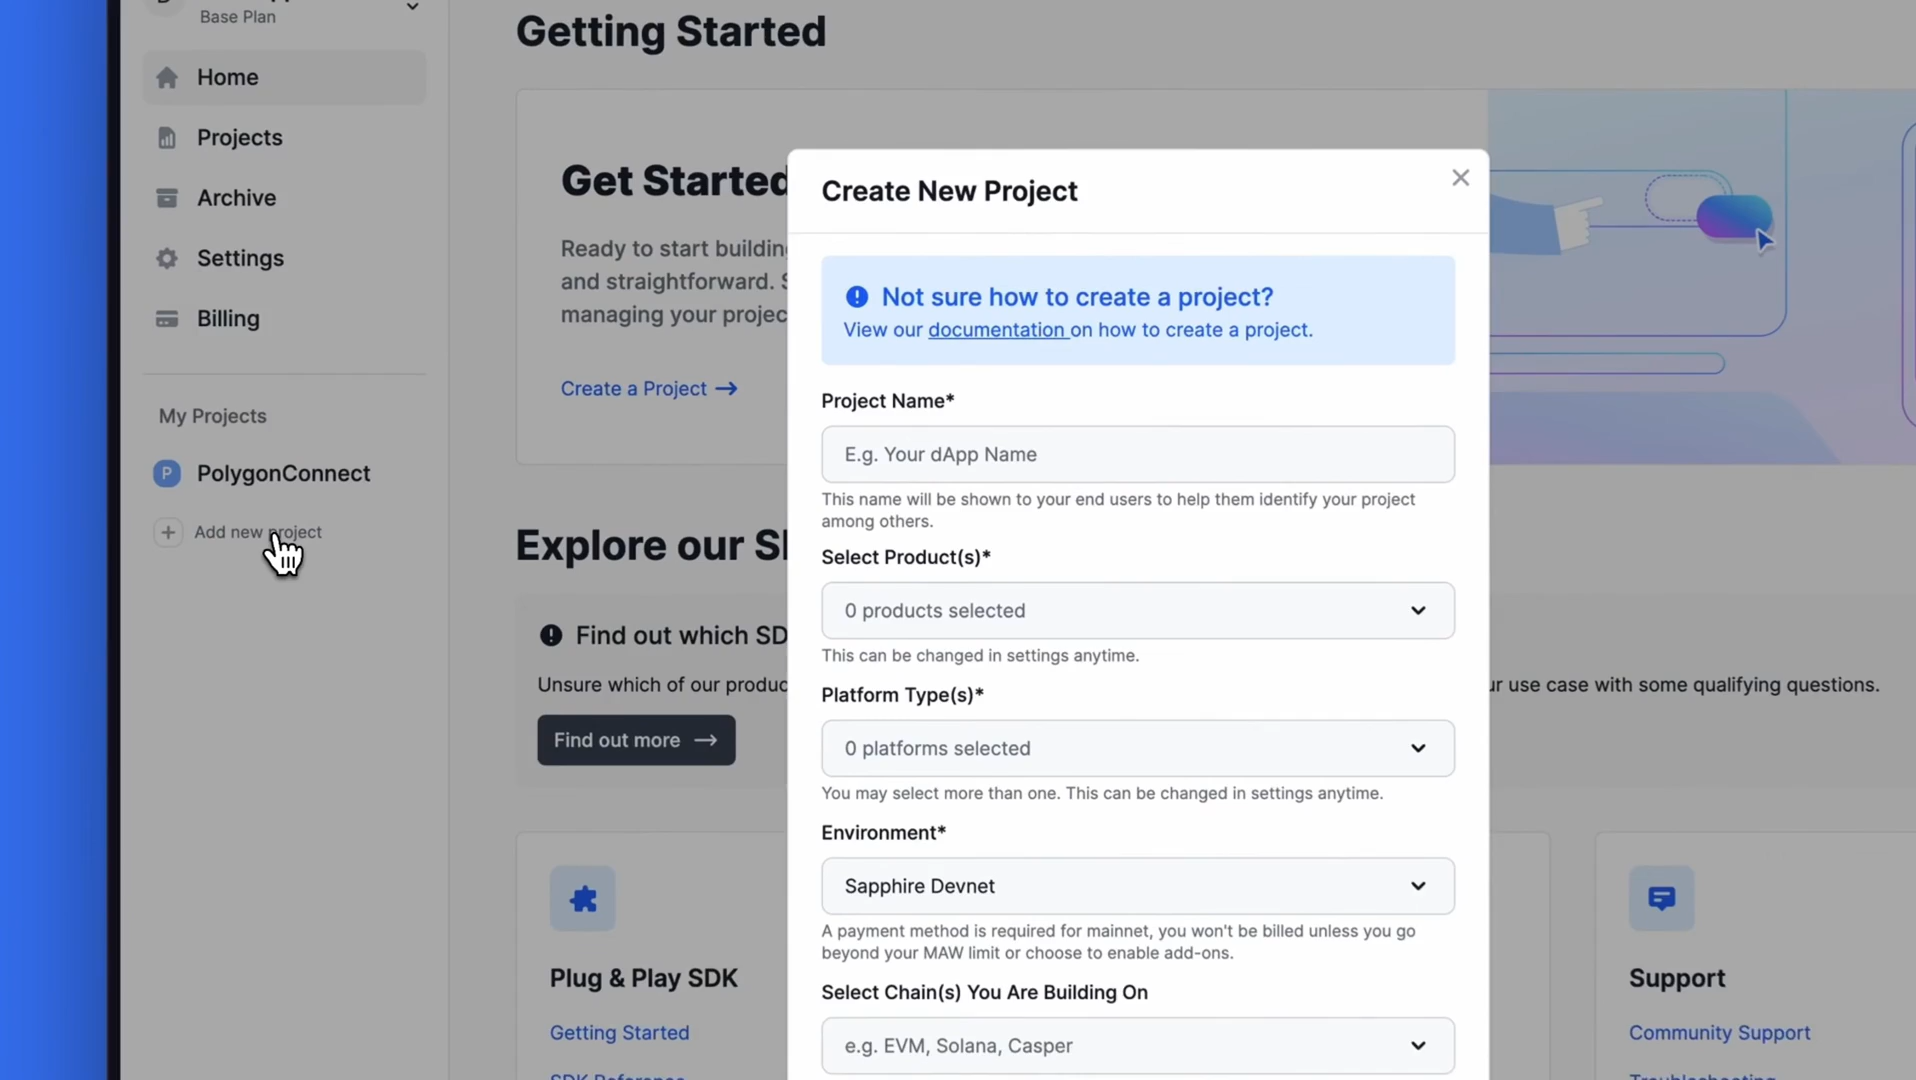 Base Plan
Home
Projects
Archive
Settings
Billing
My Projects
P
PolygonConnect
Add new project
Getting Started
Get Started
Ready to start buildin
and straightforward.
managing your projec
Create a Project
Explore our
Find out which SD
Unsure which of our produc
ur use case with some qualifying questions.
Find out more
Plug & Play SDK
Getting Started
Support
Community Support
Create New Project
Not sure how to create a project?
View our documentation on how to create a project.
Project Name*
E.g. Your dApp Name
This name will be shown to your end users to help them identify your project
among others.
Select Product(s)*
0 products selected
This can be changed in settings anytime.
Platform Type(s)*
0 platforms selected
You may select more than one. This can be changed in settings anytime.
Environment*
Sapphire Devnet
A payment method is required for mainnet, you won't be billed unless you go
beyond your MAW limit or choose to enable add-ons.
Select Chain(s) You Are Building On
e.g. EVM, Solana, Casper